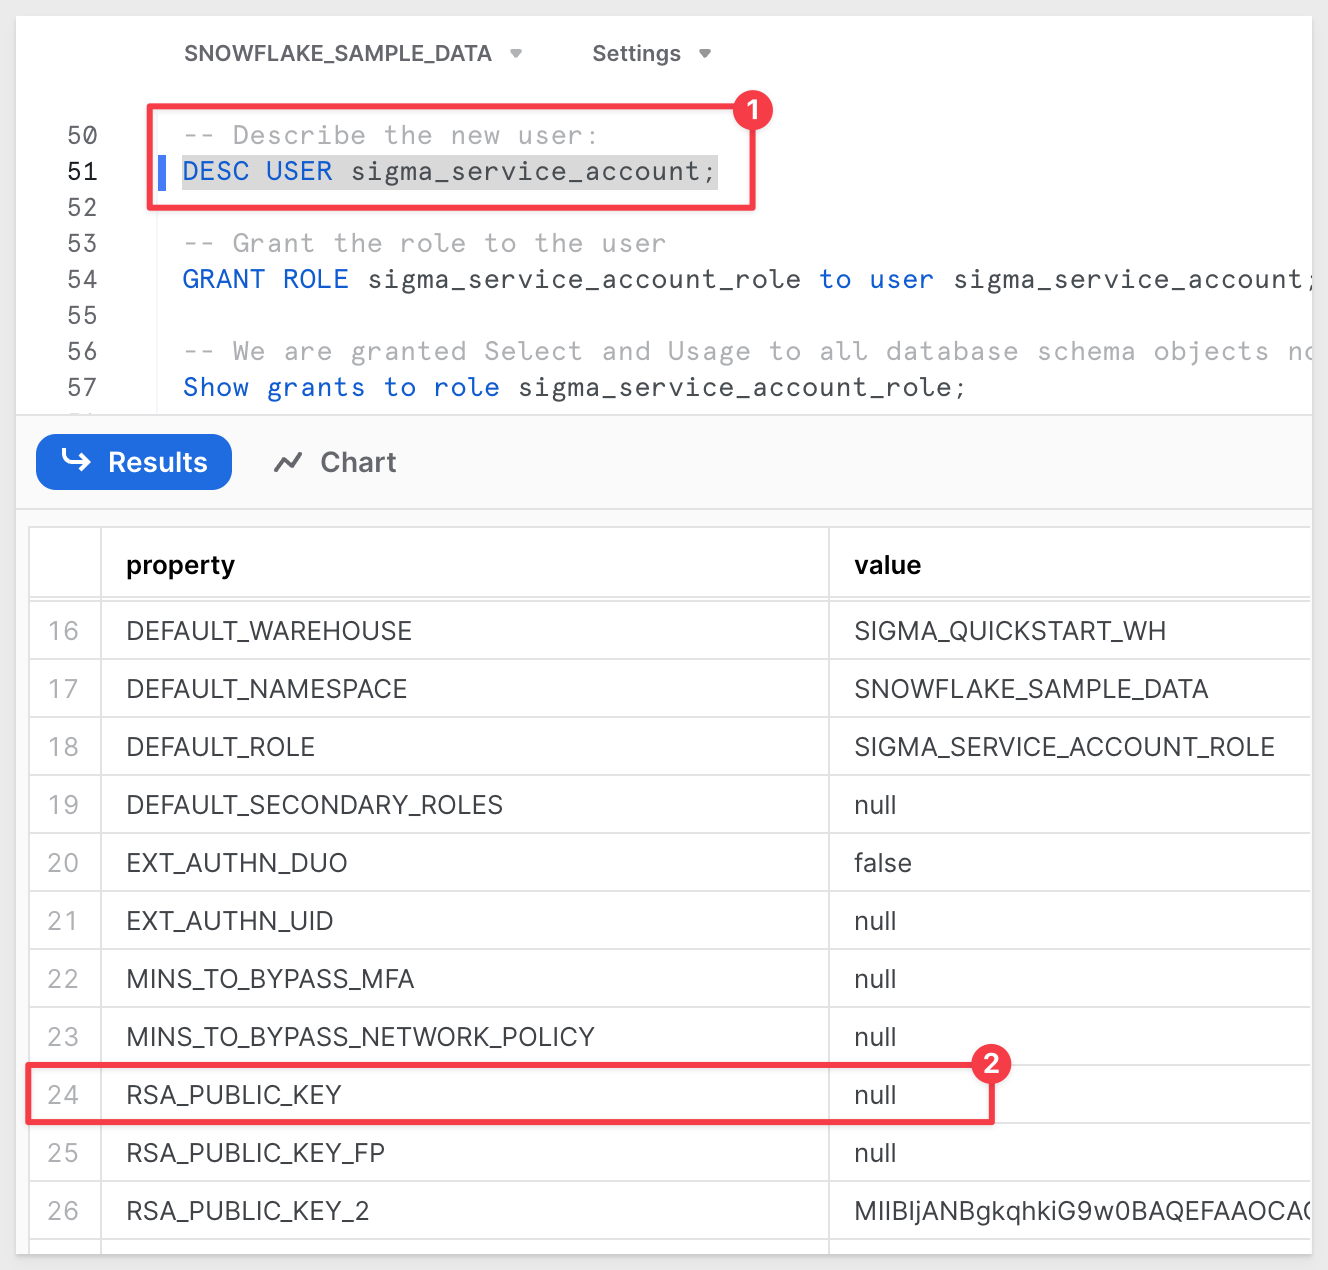 SNOWFLAKE_SAMPLE_DATA Settings
1
50 -- Describe the new user:
51 DESC USER sigma_service_account;
52
53 -- Grant the role to the user
54 GRANT ROLE sigma_service_account_role to user sigma_service_account;
55
56 -- We are granted Select and Usage to all database schema objects
57 Show grants to role sigma_service_account_role;
Results Chart
property value
16 DEFAULT_WAREHOUSE SIGMA_QUICKSTART_WH
17 DEFAULT_NAMESPACE SNOWFLAKE_SAMPLE_DATA
18 DEFAULT_ROLE SIGMA_SERVICE_ACCOUNT_ROLE
19 DEFAULT_SECONDARY_ROLES null
20 EXT_AUTHN_DUO false
21 EXT_AUTHN_UID null
22 MINS_TO_BYPASS_MFA null
23 MINS_TO_BYPASS_NETWORK_POLICY null
2
24 RSA_PUBLIC_KEY null
25 RSA_PUBLIC_KEY_FP null
26 RSA_PUBLIC_KEY_2 MIIBIjANBgkqhkiG9w0BAQEFAAOCAQ